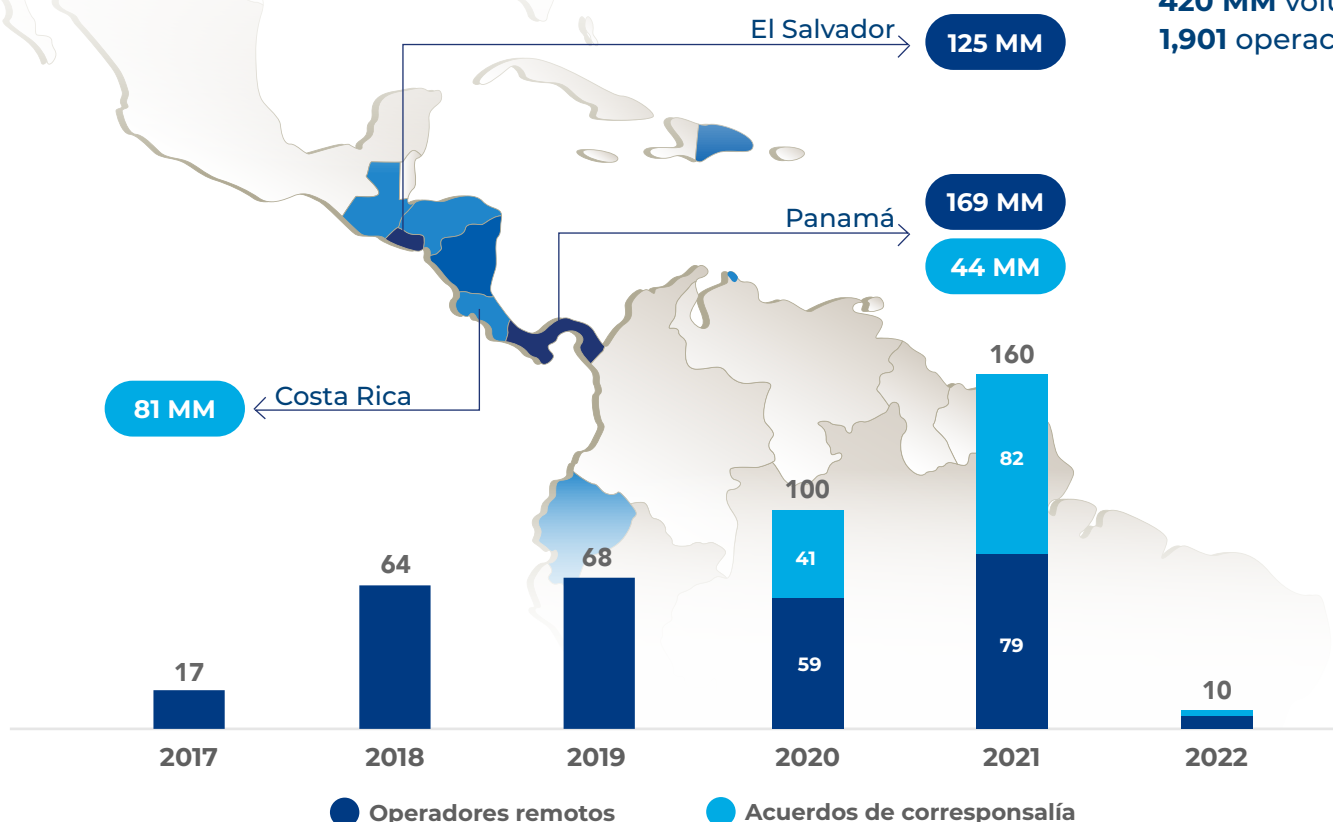 420 MM
1,901
El Salvador
125 MM
Panamá
169 MM
44 MM
Costa Rica
81 MM
160
82
79
100
41
59
68
64
17
10
2017 2018 2019 2020 2021 2022
Operadores remotos Acuerdos de corresponsalía